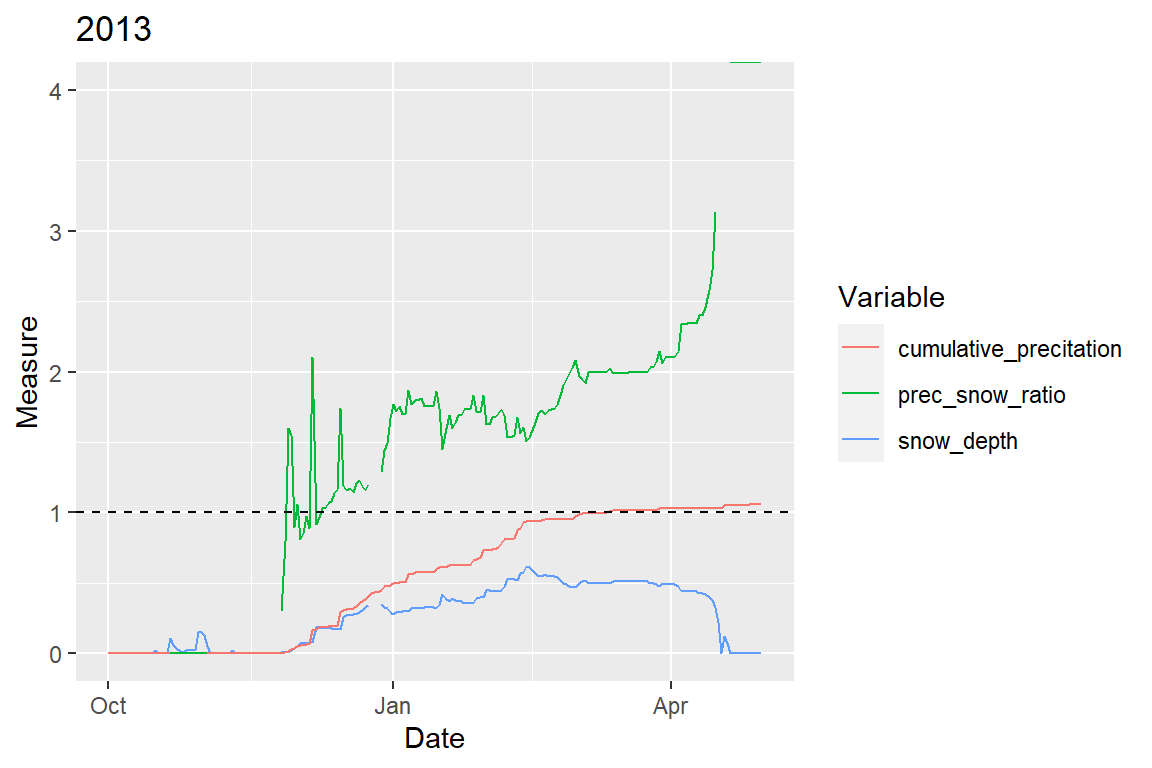 2013
4
3
2
1
0
Measure
Oct
Jan
Apr
Date
Variable
cumulative_precitation
prec_snow_ratio
snow_depth